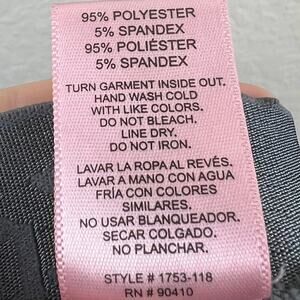 95% POLYESTER
5% SPANDEX
95% POLIÉSTER
5% SPANDEX
TURN GARMENT INSIDE OUT.
HAND WASH COLD
WITH LIKE COLORS.
DO NOT BLEACH.
LINE DRY.
DO NOT IRON.
LAVAR LA ROPA AL REVÉS.
LAVAR A MANO CON AGUA
FRÍA CON COLORES
SIMILARES.
NO USAR BLANQUEADOR.
SECAR COLGADO.
NO PLANCHAR.
STYLE # 1753-118
RN # 90410